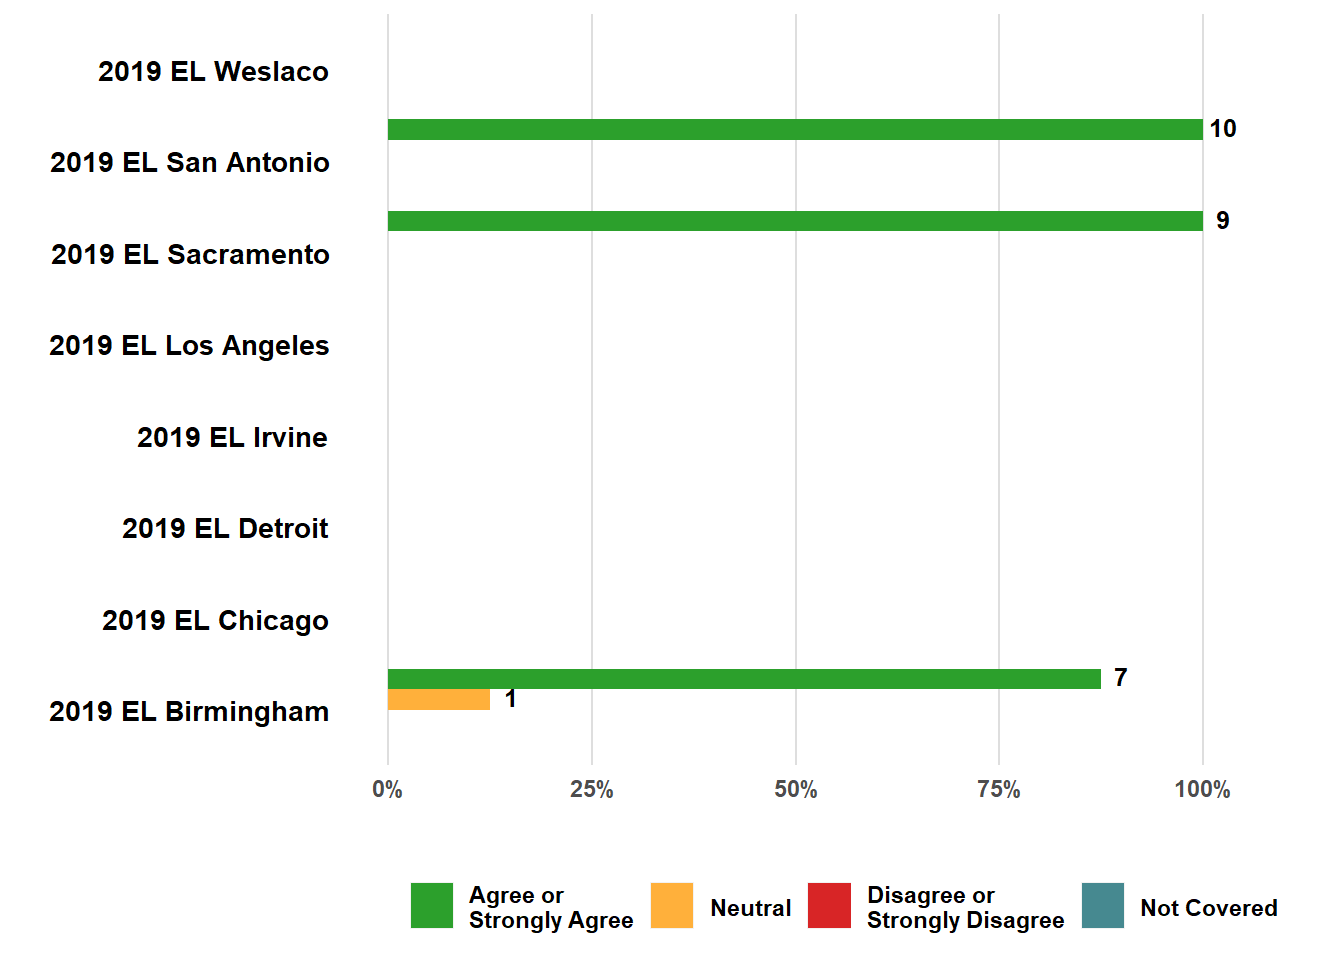 2019 EL Weslaco
10
2019 EL San Antonio
9
2019 EL Sacramento
2019 EL Los Angeles
2019 EL Irvine
2019 EL Detroit
2019 EL Chicago
7
1
2019 EL Birmingham
0% 25% 50% 75% 100%
Agree or
Strongly Agree
Neutral
Disagree or
Strongly Disagree
Not Covered